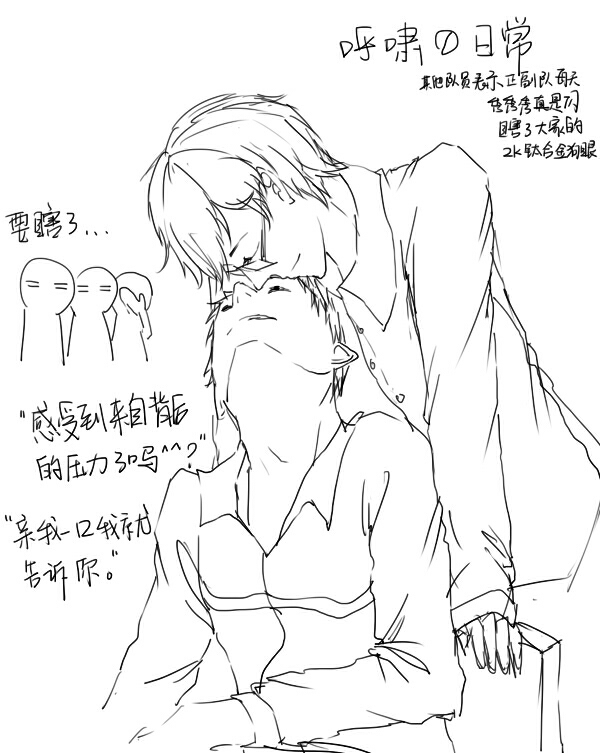 呼啸の日常
其他队员表示正副队每天
秀秀秀真是闪
瞎了大家的
2K钛合金狗眼
要瞎了...
"感受到来自背后
的压力了吗^^?"
"亲我一口我就
告诉你。"